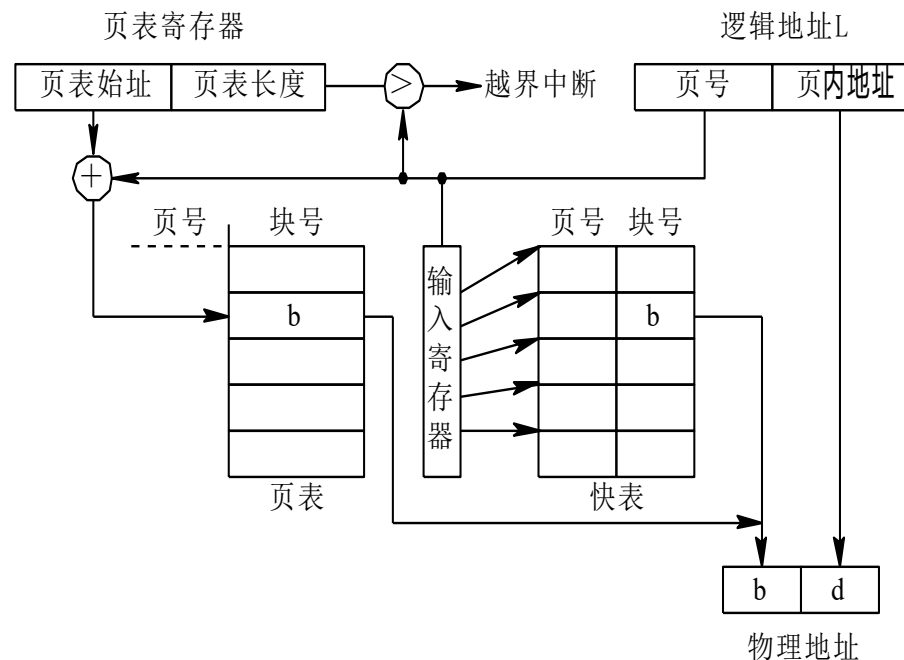 页表寄存器
逻辑地址L
页表始址 页表长度 > 越界中断 页号 页内地址
+
页号 块号 页号 块号
输入寄存器
b b
页表 快表
b d
物理地址